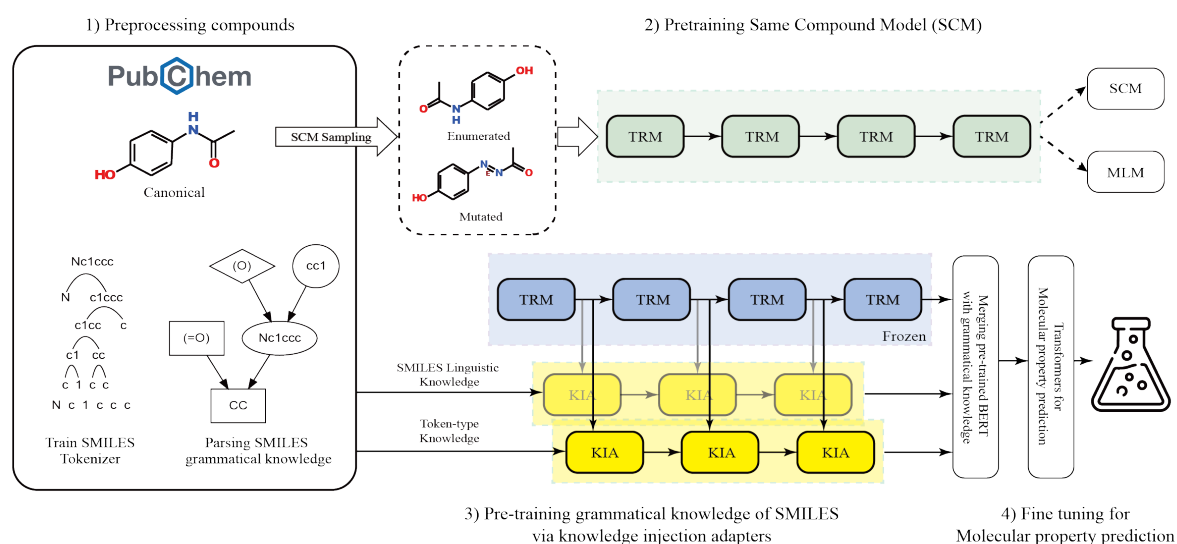 1) Preprocessing compounds
PubChem
H
N
O
HO
Canonical
Nc1ccc
N c1ccc
c1cc c
c1 cc
c 1 c c
N c 1 c c c
Train SMILES
Tokenizer
(O)
cc1
(=O)
Nc1ccc
CC
Parsing SMILES
grammatical knowledge
SCM Sampling
OH
O
N
H
Enumerated
N
N
E
O
HO
Mutated
2) Pretraining Same Compound Model (SCM)
TRM
TRM
TRM
TRM
SCM
MLM
TRM
TRM
TRM
TRM
Frozen
SMILES Linguistic
Knowledge
KIA
KIA
KIA
Token-type
Knowledge
KIA
KIA
KIA
Merging pre-trained BERT
with grammatical knowledge
Transformers for
Molecular property prediction
3) Pre-training grammatical knowledge of SMILES
via knowledge injection adapters
4) Fine tuning for
Molecular property prediction